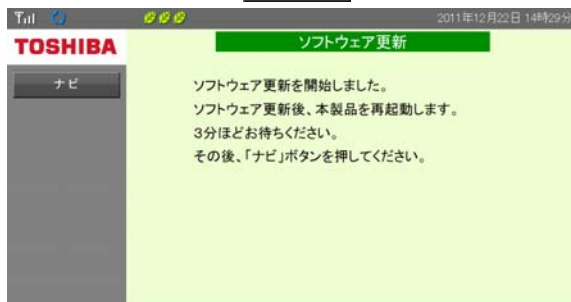 2011年12月22日 14時29分
TOSHIBA
ソフトウェア更新
ナビ
ソフトウェア更新を開始しました。
ソフトウェア更新後、本製品を再起動します。
3分ほどお待ちください。
その後、「ナビ」ボタンを押してください。